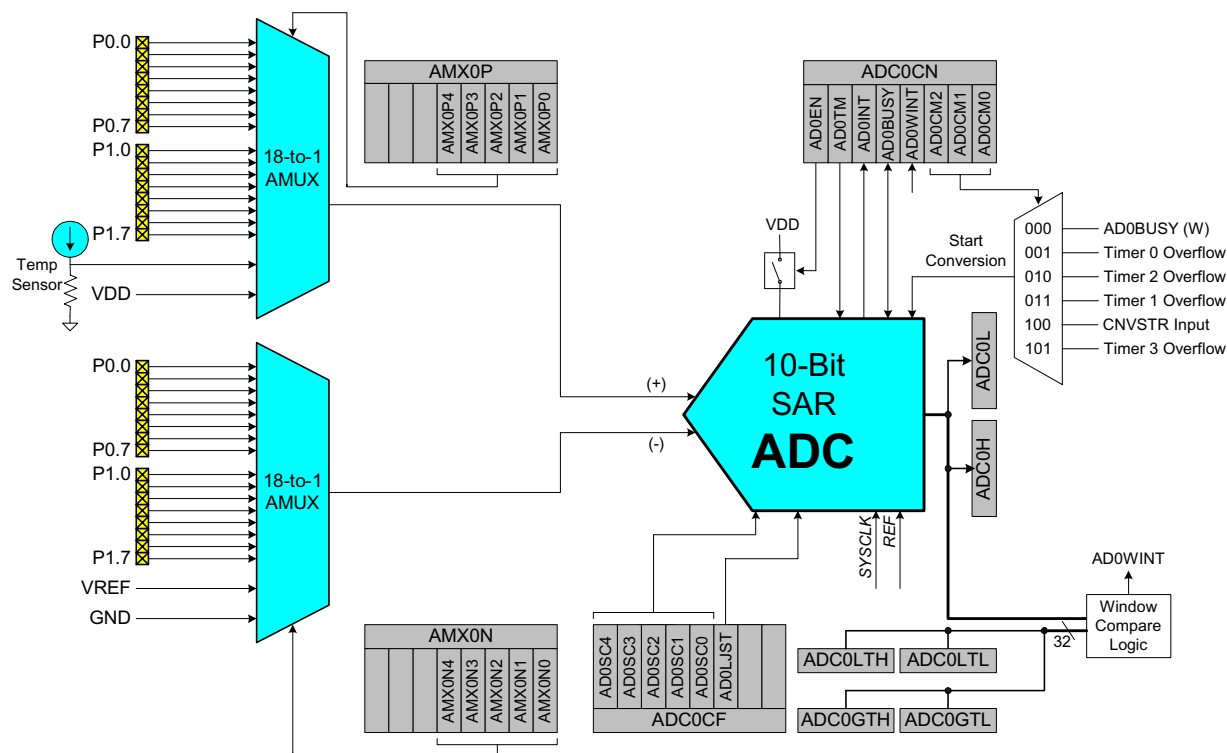 P0.0
P0.7
P1.0
P1.7
Temp
Sensor
VDD
18-to-1
AMUX
AMX0P
AMX0P4
AMX0P3
AMX0P2
AMX0P1
AMX0P0
ADC0CN
AD0EN
AD0TM
AD0INT
AD0BUSY
AD0WINT
AD0CM2
AD0CM1
AD0CM0
VDD
Start
Conversion
000
001
010
011
100
101
AD0BUSY (W)
Timer 0 Overflow
Timer 2 Overflow
Timer 1 Overflow
CNVSTR Input
Timer 3 Overflow
P0.0
P0.7
P1.0
P1.7
VREF
GND
18-to-1
AMUX
(+)
(-)
10-Bit
SAR
ADC
ADC0L
ADC0H
SYSCLK
REF
AMX0N
AMX0N4
AMX0N3
AMX0N2
AMX0N1
AMX0N0
AD0SC4
AD0SC3
AD0SC2
AD0SC1
AD0SC0
AD0LJST
ADC0CF
AD0WINT
Window
Compare
Logic
32
ADC0LTH
ADC0LTL
ADC0GTH
ADC0GTL